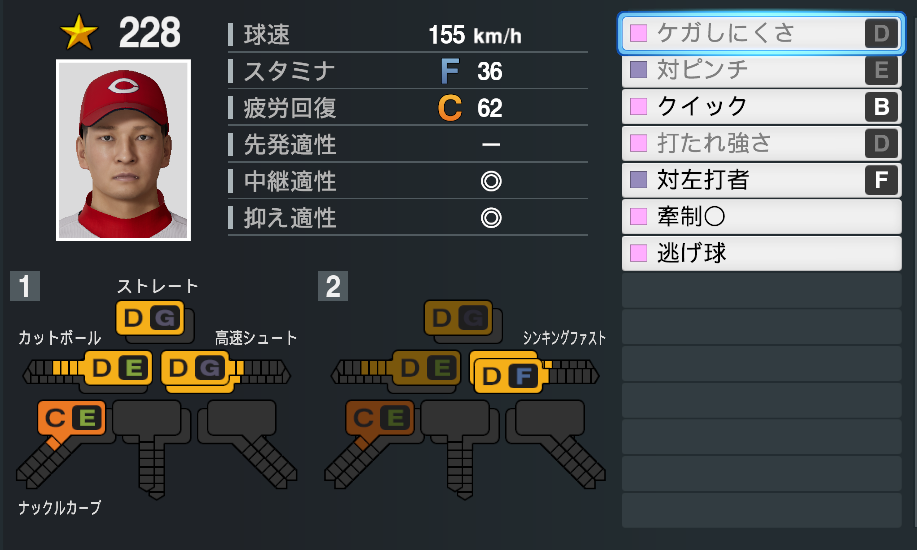 228
球速 155 km/h
スタミナ F 36
疲労回復 C 62
先発適性 ー
中継適性 ◎
抑え適性 ◎
C
ケガしにくさ D
対ピンチ E
クイック B
打たれ強さ D
対左打者 F
牽制〇
逃げ球
1
ストレート
D G
カットボール
D E
高速シュート
D G
C E
ナックルカーブ
2
D G
シンキングファスト
D E
D F
C E